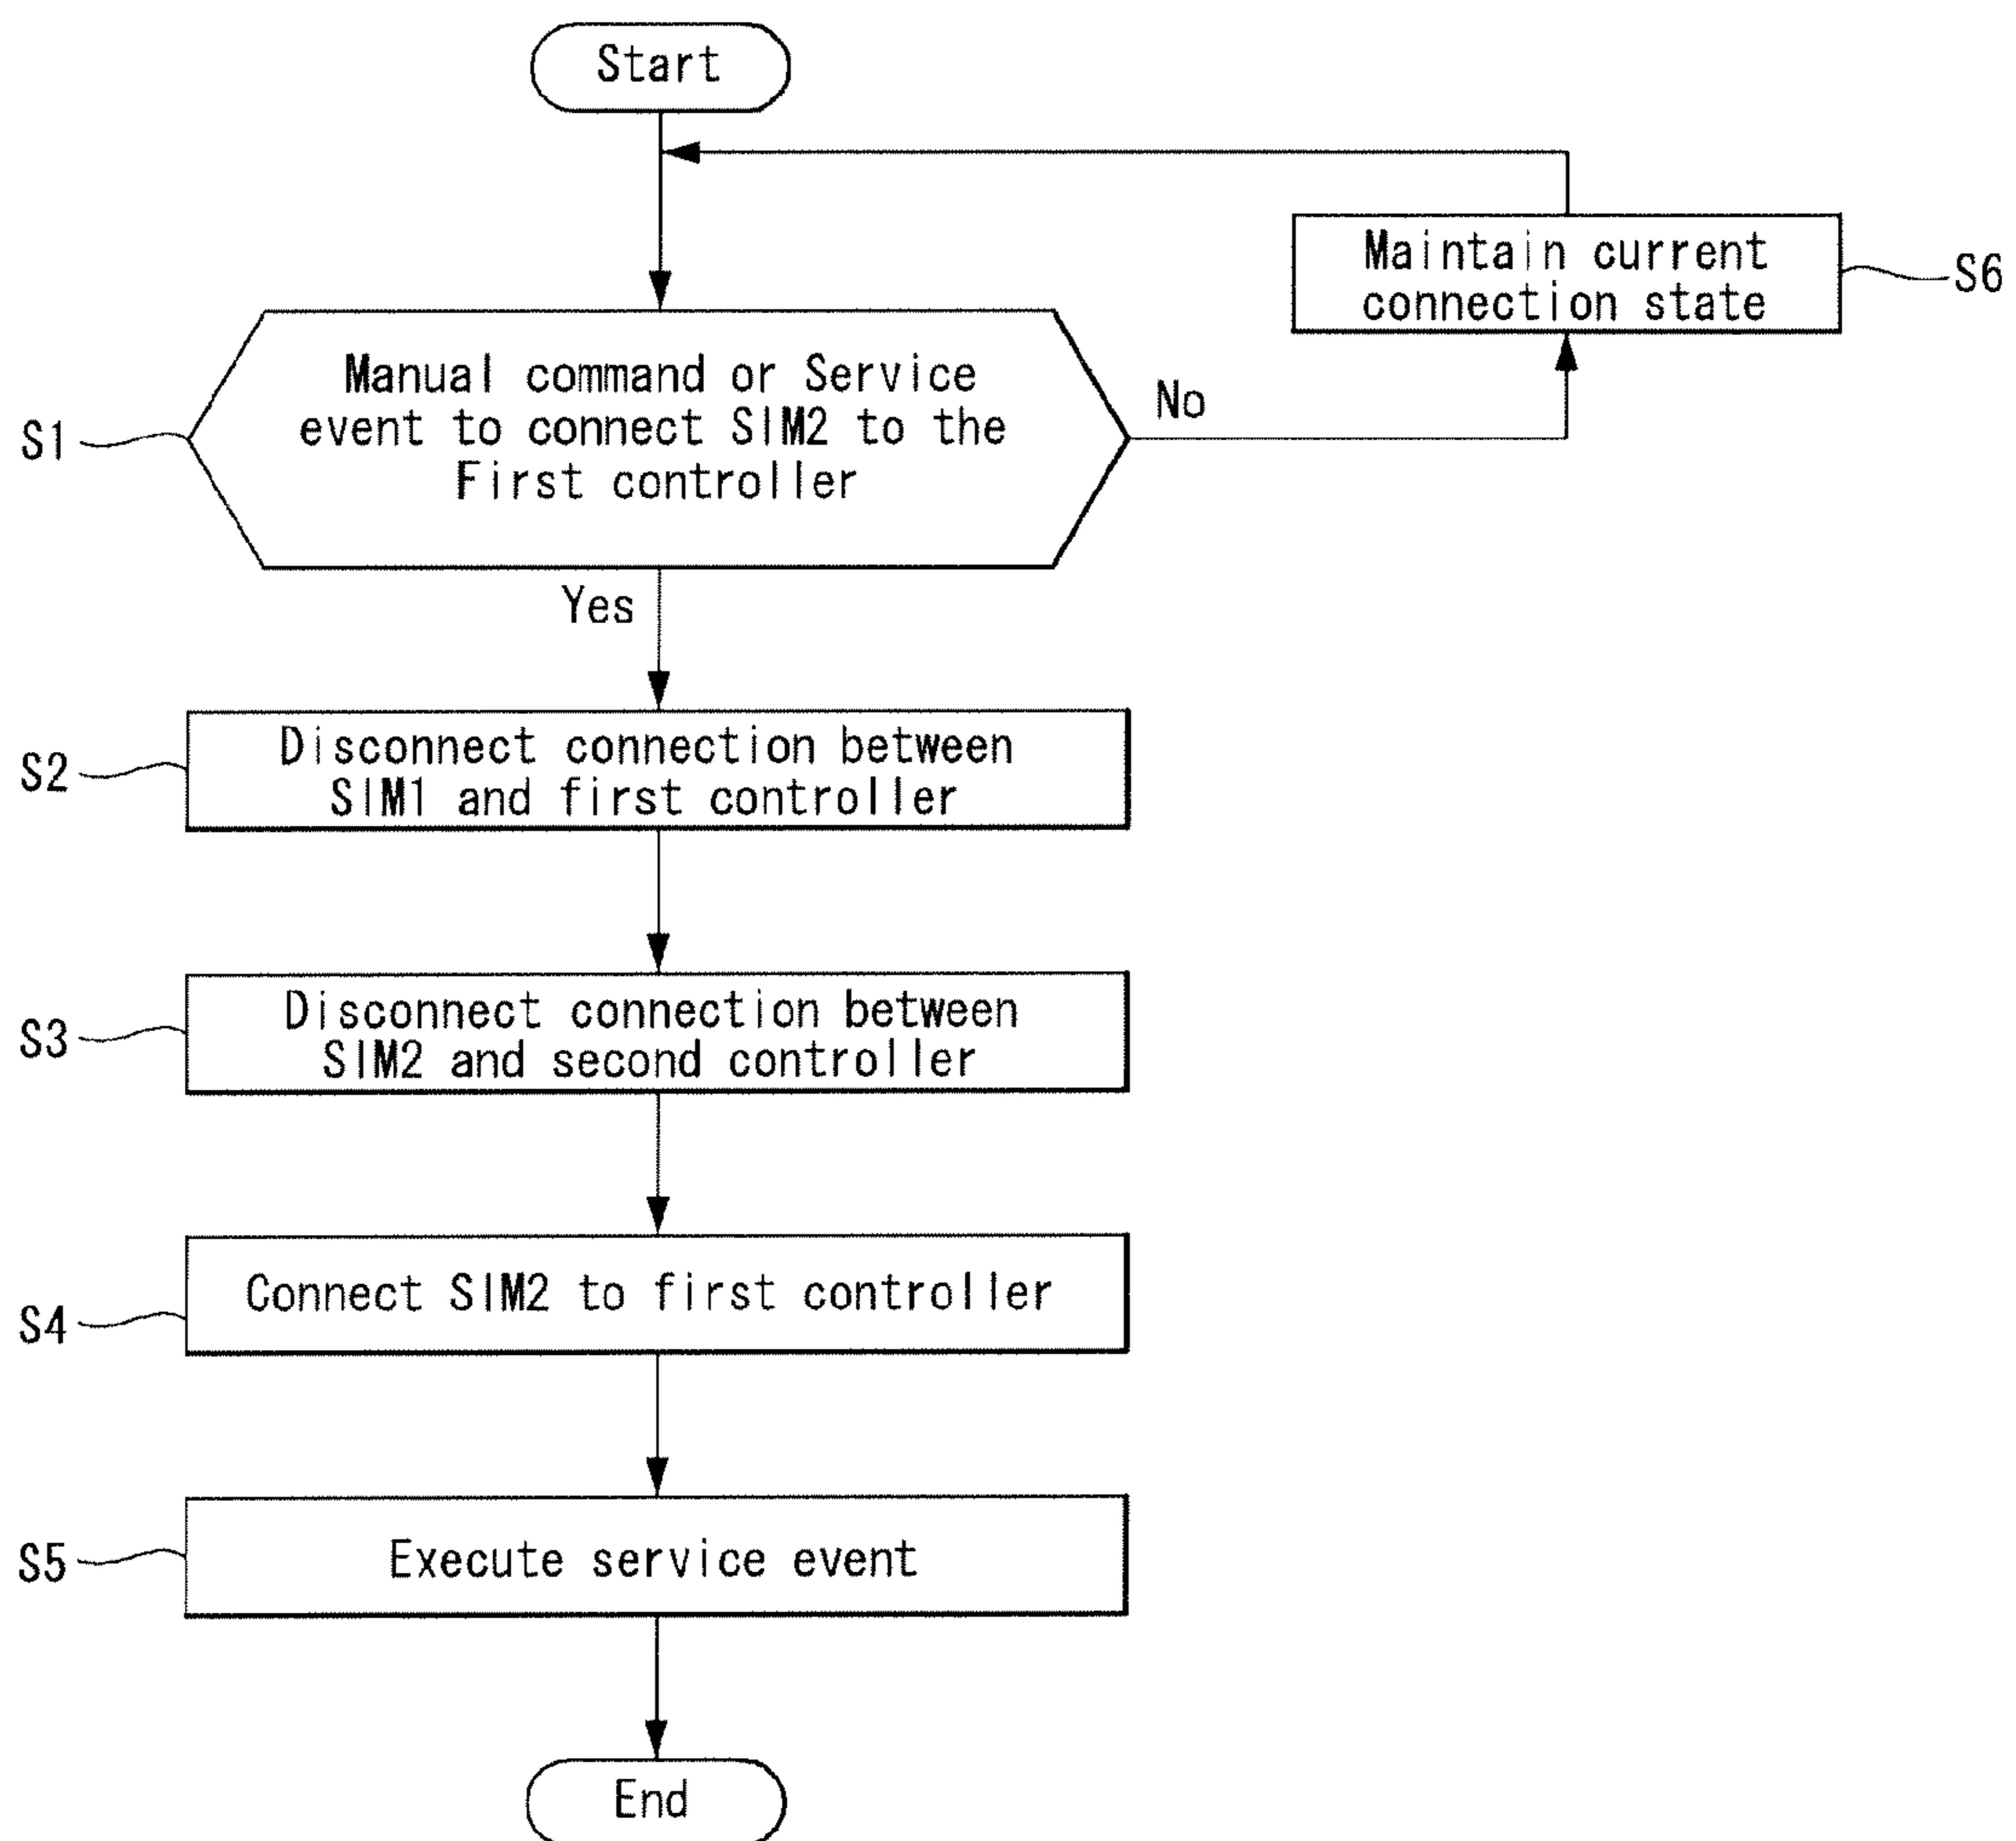 Start
Maintain current
connection state
S6
Manual command or Service
event to connect SIM2 to the
First controller
S1
No
Yes
Disconnect connection between
SIM1 and first controller
S2
Disconnect connection between
SIM2 and second controller
S3
Connect SIM2 to first controller
S4
Execute service event
S5
End